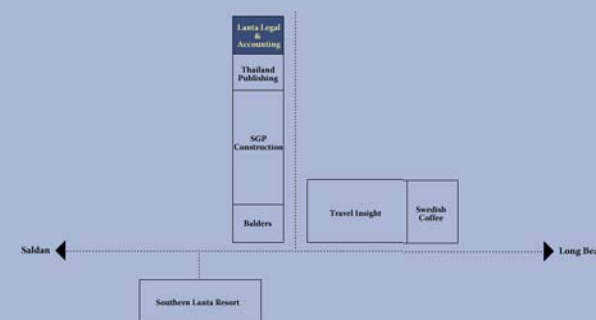 Lanta Legal
&
Accounting
Thailand
Publishing
SGP
Construction
Balders
Travel Insight
Swedish
Coffee
Saldan
Long Bea
Southern Lanta Resort